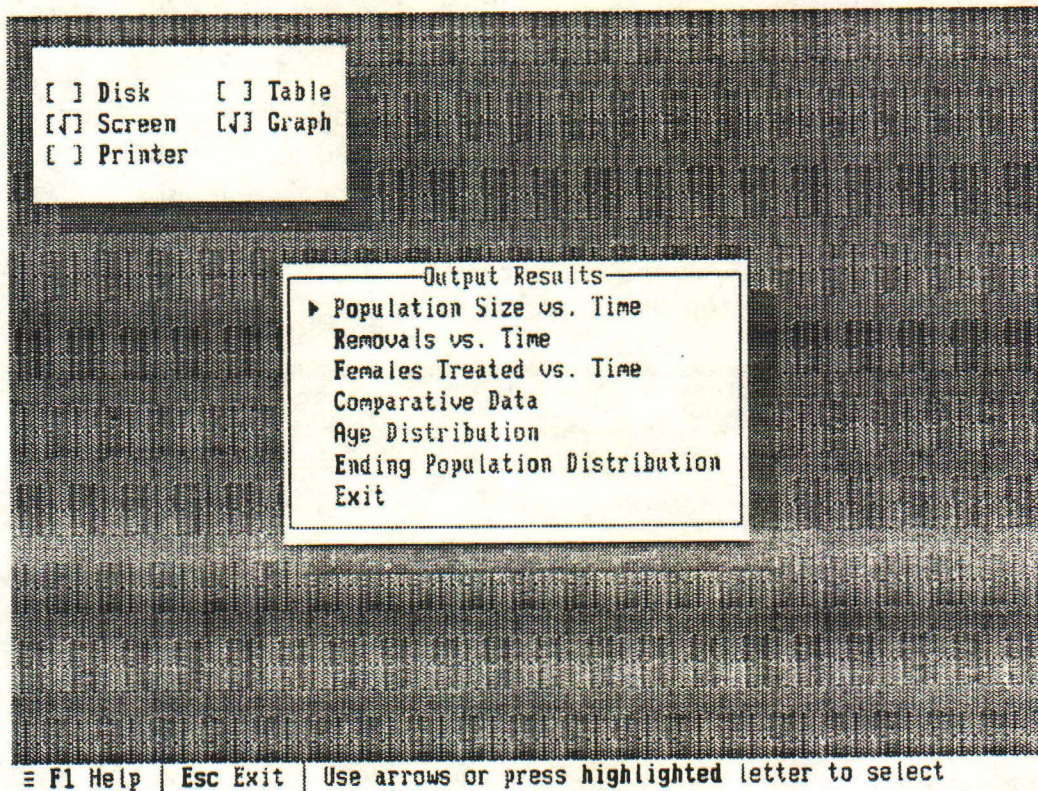 [ ] Disk [ ] Table
[√] Screen [√] Graph
[ ] Printer
Output Results
▶ Population Size vs. Time
Removals vs. Time
Females Treated vs. Time
Comparative Data
Age Distribution
Ending Population Distribution
Exit
≡ F1 Help | Esc Exit | Use arrows or press highlighted letter to select